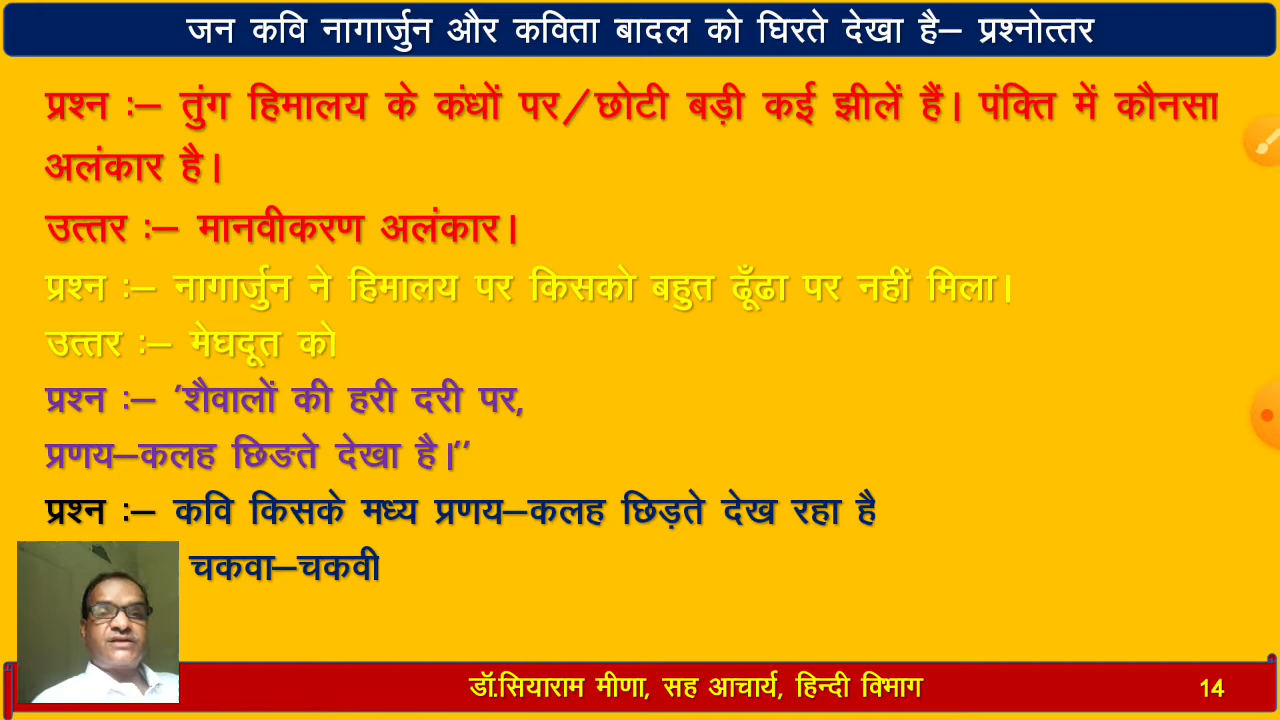 जन कवि नागार्जुन और कविता बादल को घिरते देखा है– प्रश्नोत्तर
प्रश्न :– तुंग हिमालय के कंधों पर/छोटी बड़ी कई झीलें हैं। पंक्ति में कौनसा
अलंकार है।
उत्तर :– मानवीकरण अलंकार।
प्रश्न :– नागार्जुन ने हिमालय पर किसको बहुत ढूँढा पर नहीं मिला।
उत्तर :– मेघदूत को
प्रश्न :– ‘शैवालों की हरी दरी पर,
प्रणय–कलह छिङते देखा है।’’
प्रश्न :– कवि किसके मध्य प्रणय–कलह छिड़ते देख रहा है
चकवा–चकवी
डॉ.सियाराम मीणा, सह आचार्य, हिन्दी विभाग
14